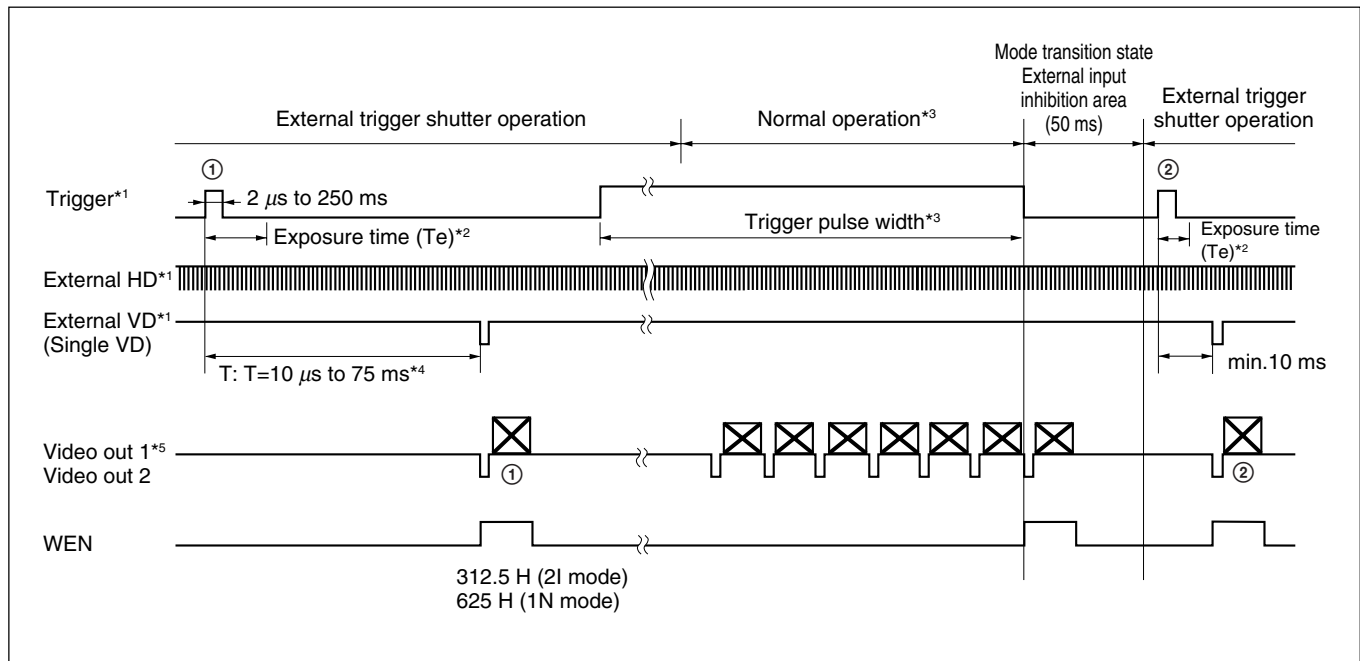 Mode transition state
External input
inhibition area
(50 ms)
External trigger
shutter operation
External trigger shutter operation
Normal operation*3
①
②
Trigger*1
2 μs to 250 ms
Exposure time (Te)*2
Trigger pulse width*3
Exposure time
(Te)*2
External HD*1
External VD*1
(Single VD)
T: T=10 μs to 75 ms*4
min.10 ms
Video out 1*5
Video out 2
①
②
WEN
312.5 H (2I mode)
625 H (1N mode)